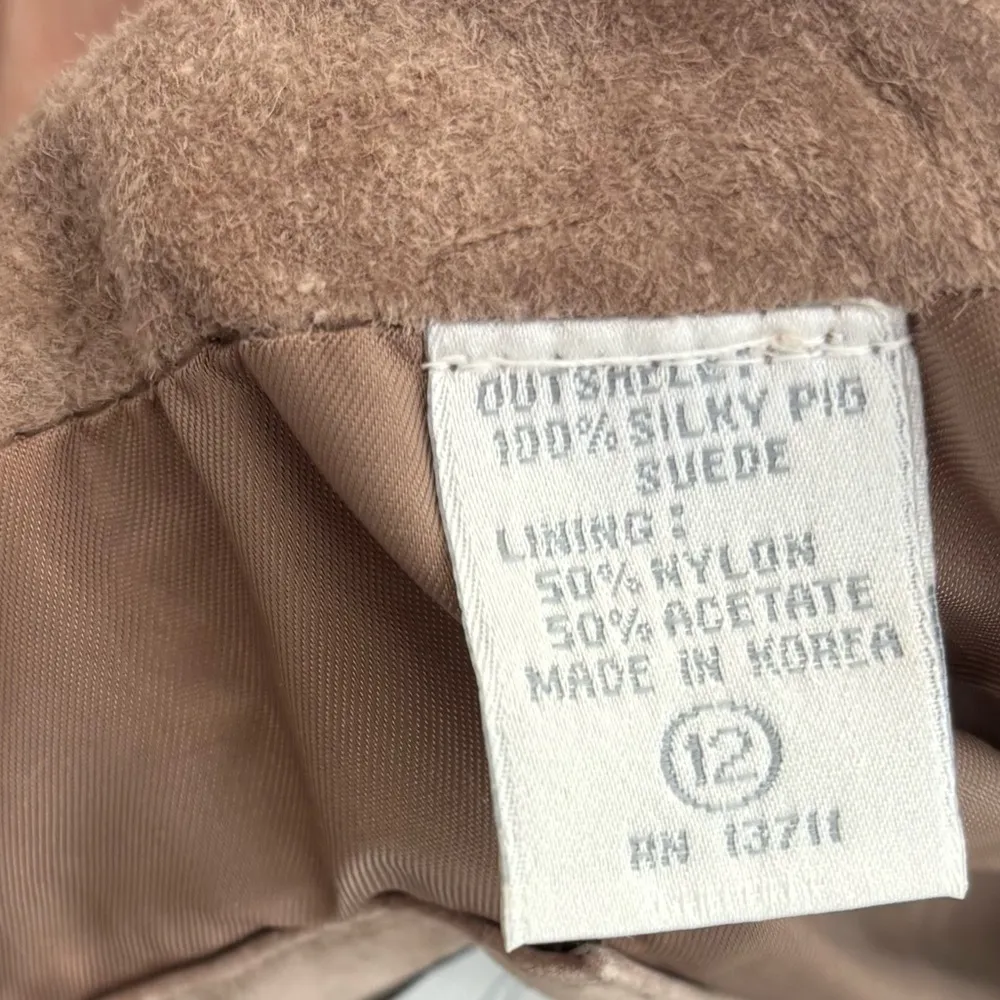 OUTSHELL:
100% SILKY PIG
SUEDE
LINING:
50% NYLON
50% ACETATE
MADE IN KOREA
12
RN 13711